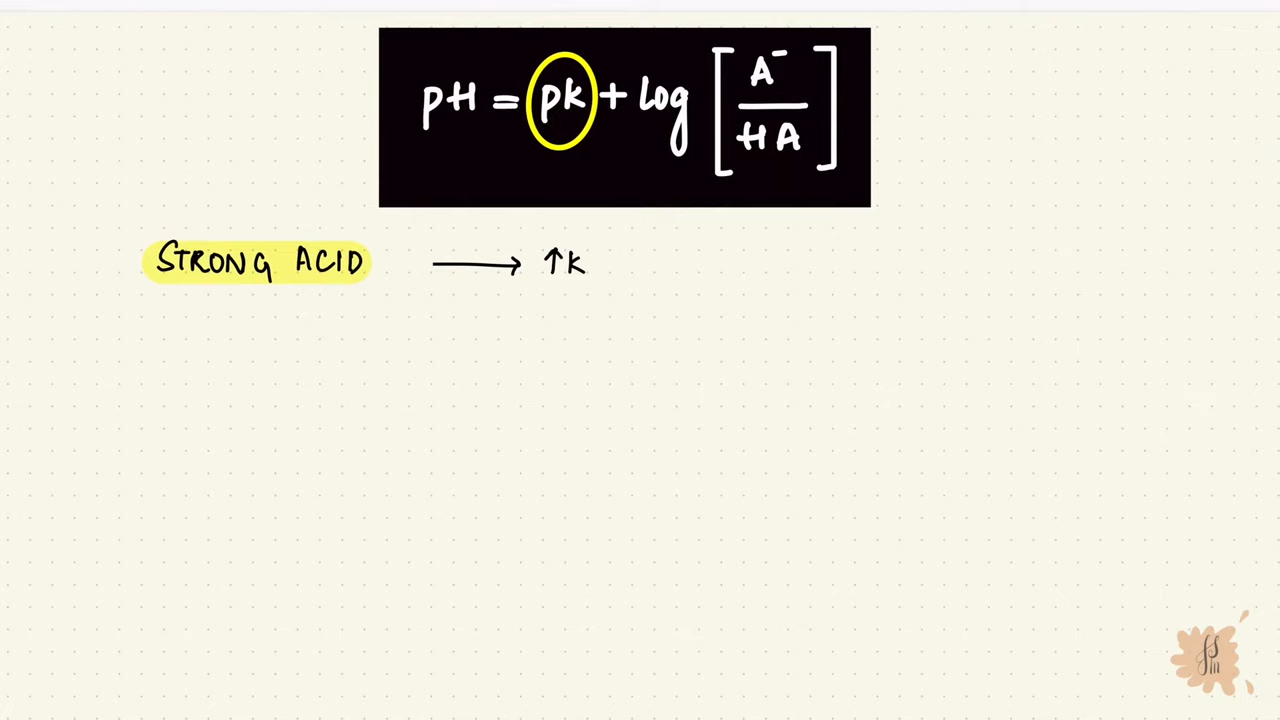 pH = pk + log [ A⁻ / HA ]
STRONG ACID ⟶ ↑k